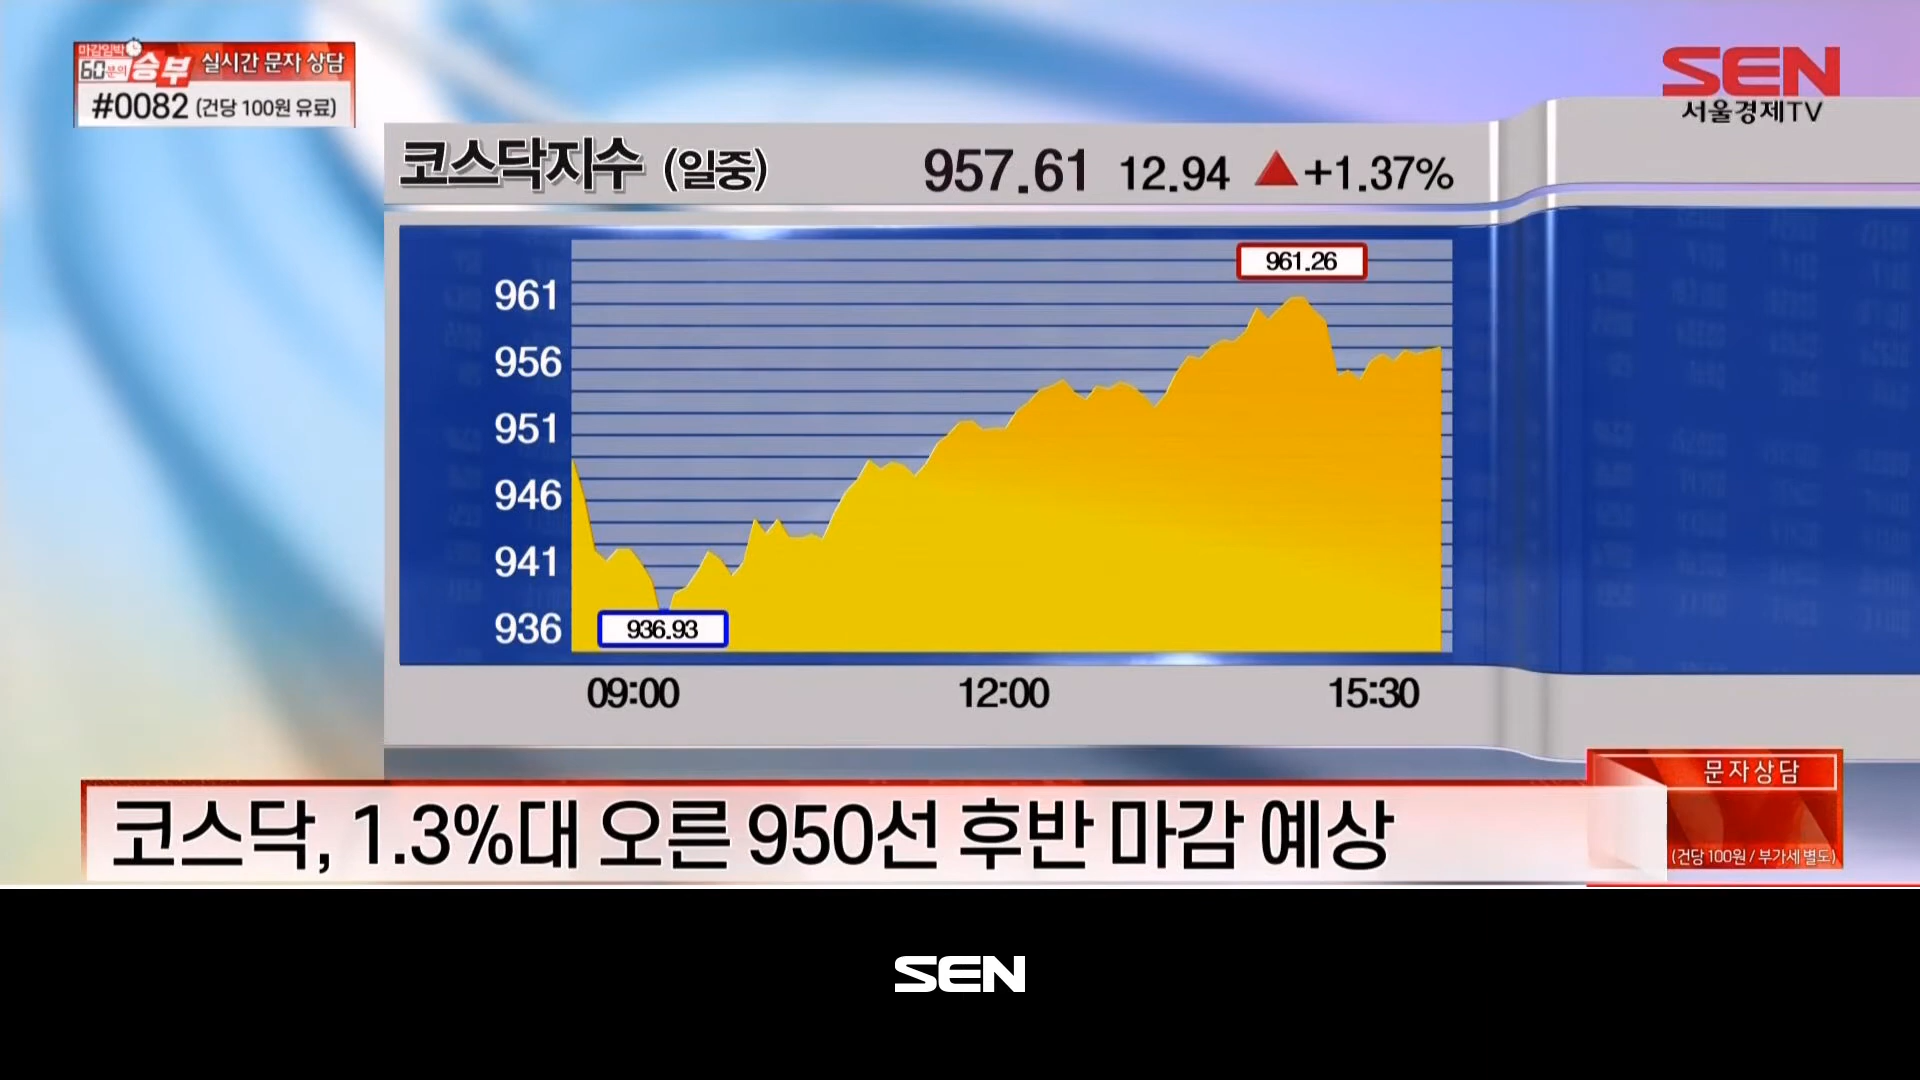 마감임박
60분의 승부 실시간 문자 상담
#0082 (건당 100원 유료)
SEN
서울경제TV
코스닥지수 (일중) 957.61 12.94 ▲+1.37%
961.26
961
956
951
946
941
936
936.93
09:00 12:00 15:30
문자상담
코스닥, 1.3%대 오른 950선 후반 마감 예상
(건당 100원 / 부가세 별도)
SEN